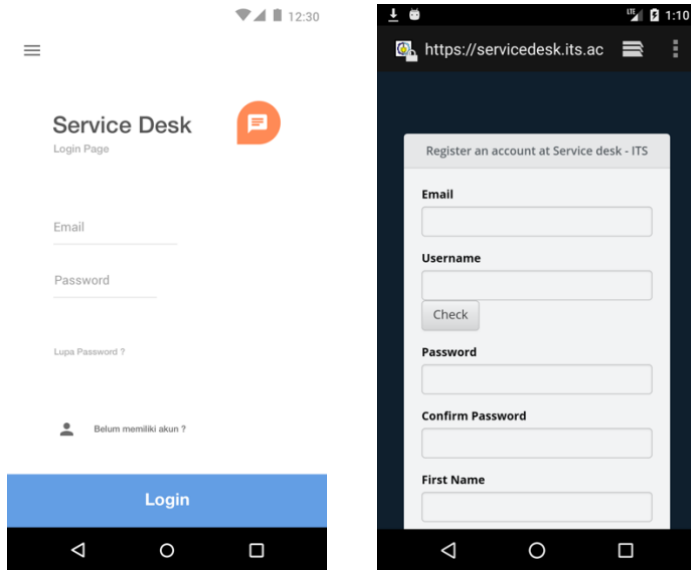 12:30
Service Desk
Login Page
Email
Password
Lupa Password ?
Belum memiliki akun ?
Login
LTE 1:10
https://servicedesk.its.ac
Register an account at Service desk - ITS
Email
Username
Check
Password
Confirm Password
First Name